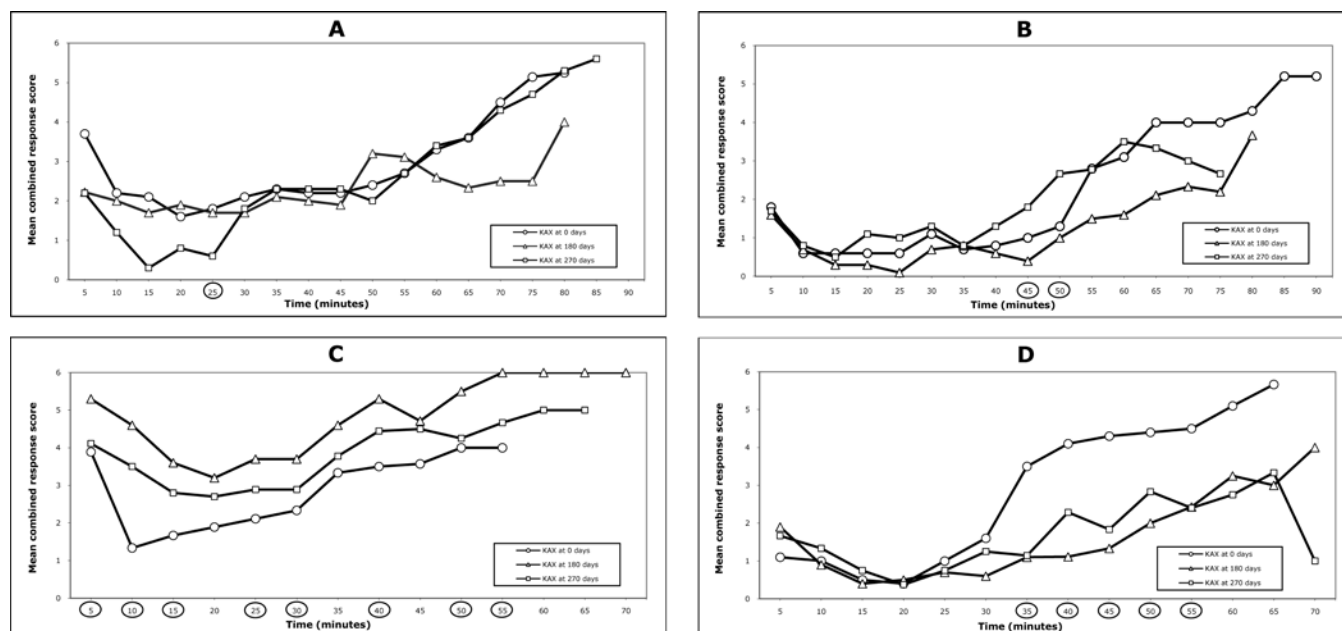 A
Mean combined response score
6
5
4
3
2
1
0
KAX at 0 days
KAX at 180 days
KAX at 270 days
5 10 15 20 25 30 35 40 45 50 55 60 65 70 75 80 85 90
Time (minutes)
B
Mean combined response score
6
5
4
3
2
1
0
KAX at 0 days
KAX at 180 days
KAX at 270 days
5 10 15 20 25 30 35 40 45 50 55 60 65 70 75 80 85 90
Time (minutes)
C
Mean combined response score
6
5
4
3
2
1
0
KAX at 0 days
KAX at 180 days
KAX at 270 days
5 10 15 20 25 30 35 40 45 50 55 60 65 70
Time (minutes)
D
Mean combined response score
6
5
4
3
2
1
0
KAX at 0 days
KAX at 180 days
KAX at 270 days
5 10 15 20 25 30 35 40 45 50 55 60 65 70
Time (minutes)